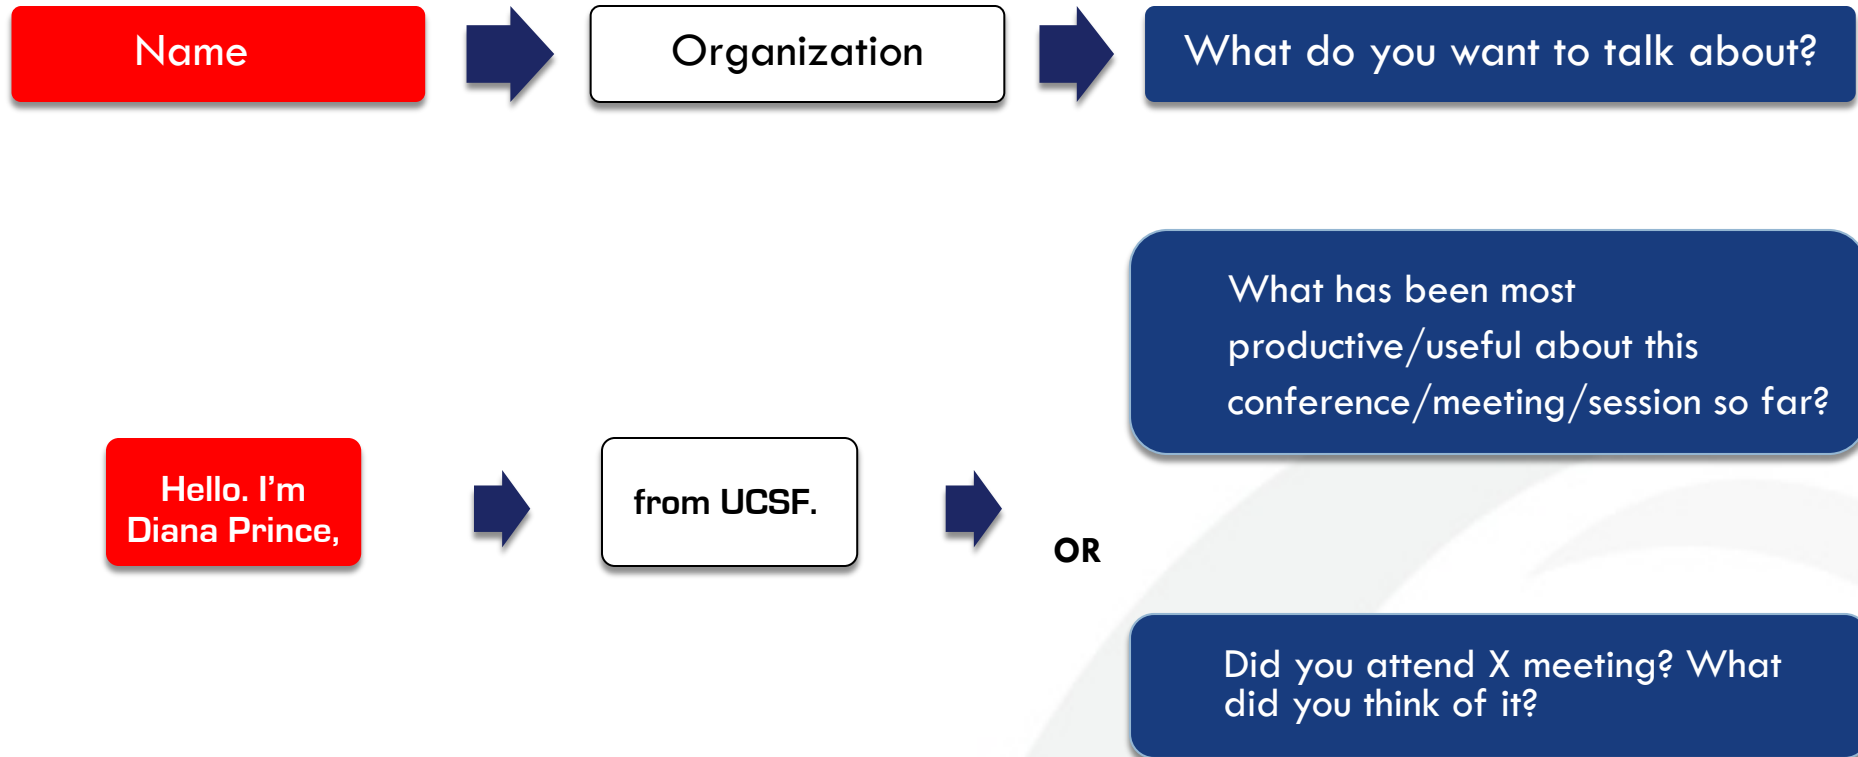 Name
Organization
What do you want to talk about?
What has been most
productive/useful about this
conference/meeting/session so far?
Hello. I'm
Diana Prince,
from UCSF.
OR
Did you attend X meeting? What
did you think of it?